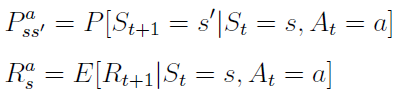 $P^a_{ss'} = P[S_{t+1} = s' | S_t = s, A_t = a]$
$R^a_s = E[R_{t+1} | S_t = s, A_t = a]$